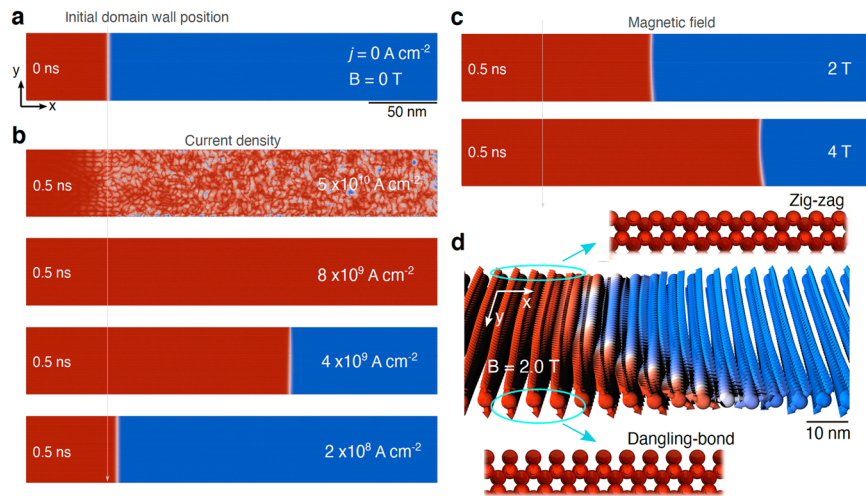 a
Initial domain wall position
0 ns
j = 0 A cm⁻²
B = 0 T
y
x
50 nm
b
Current density
0.5 ns
5 x10¹⁰ A cm⁻²
0.5 ns
8 x10⁹ A cm⁻²
0.5 ns
4 x10⁹ A cm⁻²
0.5 ns
2 x10⁸ A cm⁻²
c
Magnetic field
0.5 ns
2 T
0.5 ns
4 T
Zig-zag
d
x
y
B = 2.0 T
10 nm
Dangling-bond